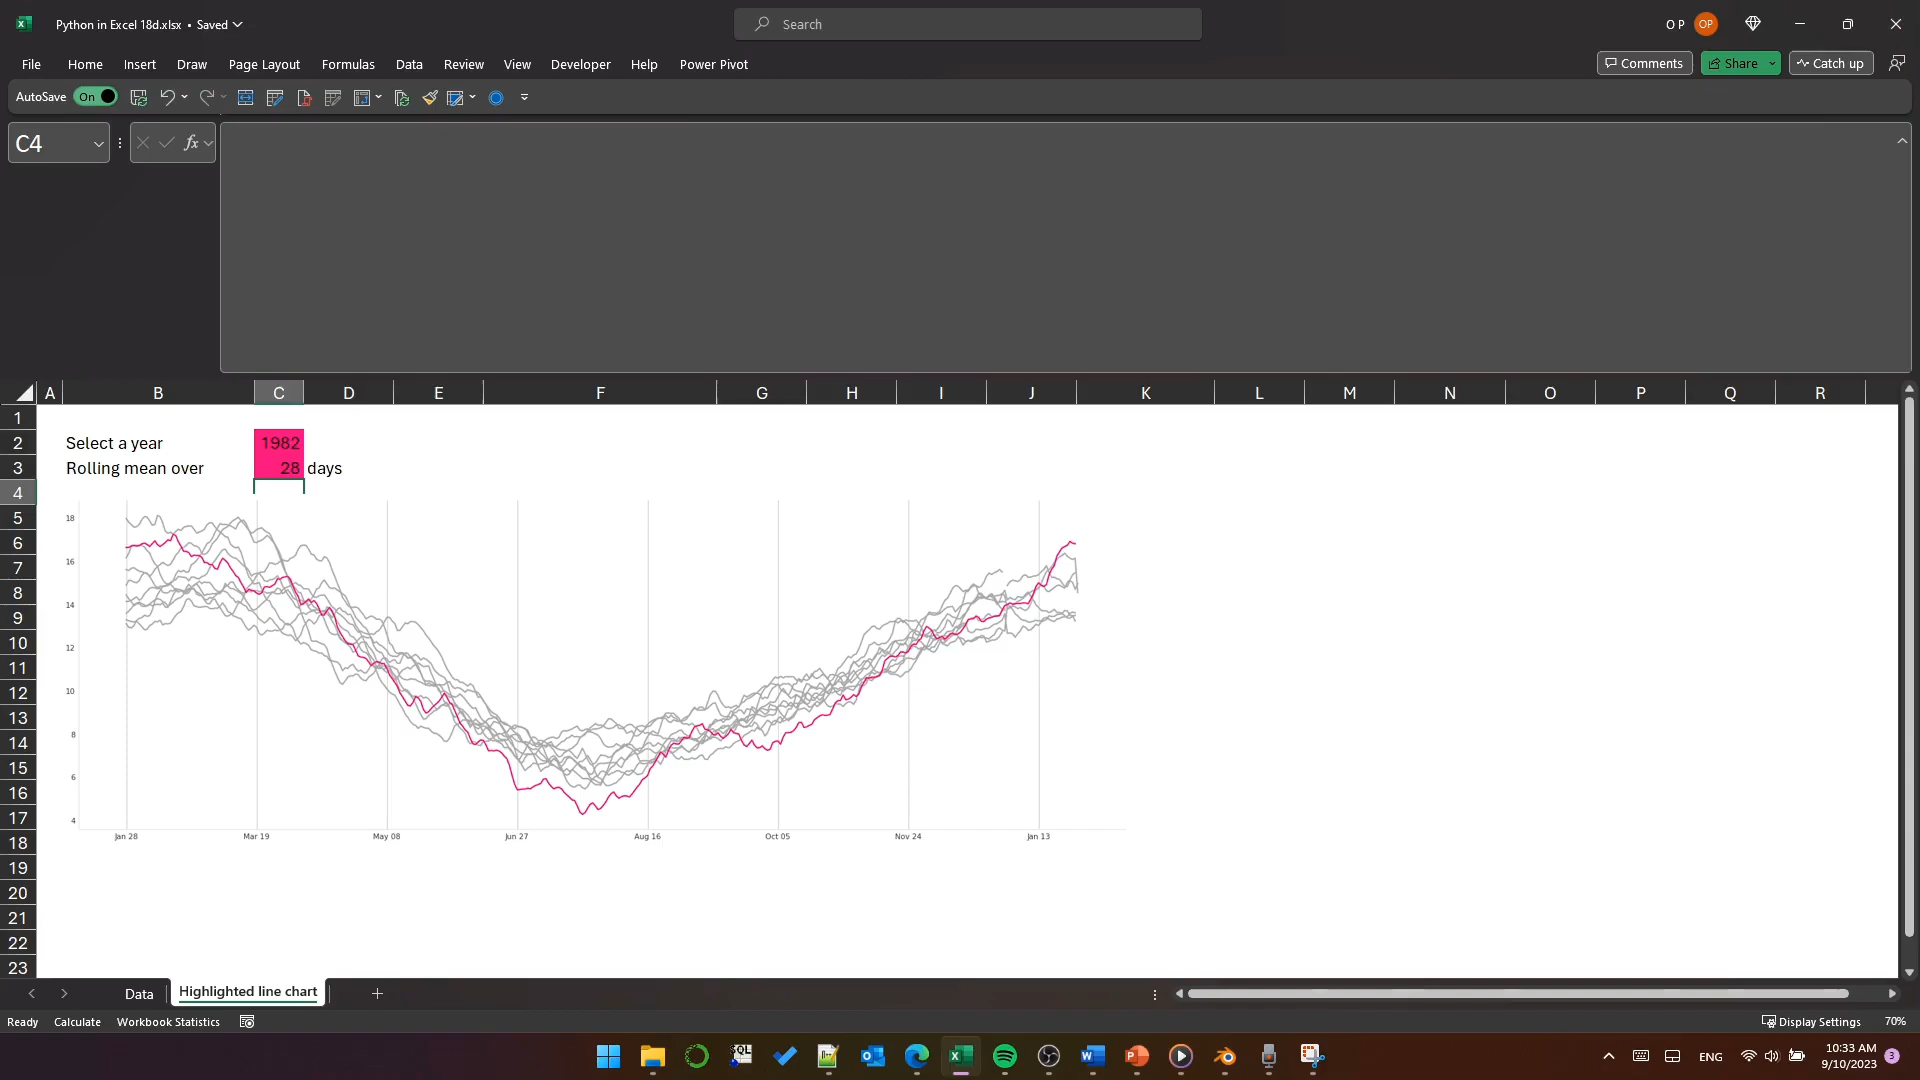 Python in Excel 18d.xlsx • Saved
Search
O P
OP
File Home Insert Draw Page Layout Formulas Data Review View Developer Help Power Pivot
Comments Share Catch up
AutoSave On
C4
fx
A B C D E F G H I J K L M N O P Q R
1
2 Select a year 1982
3 Rolling mean over 28 days
4
5 18
6
7 16
8
9 14
10
11 12
12
13 10
14 8
15
16 6
17
18 4
Jan 28 Mar 19 May 08 Jun 27 Aug 16 Oct 05 Nov 24 Jan 13
19
20
21
22
23
Data Highlighted line chart
Ready Calculate Workbook Statistics
Display Settings 70%
ENG
10:33 AM
9/10/2023
3